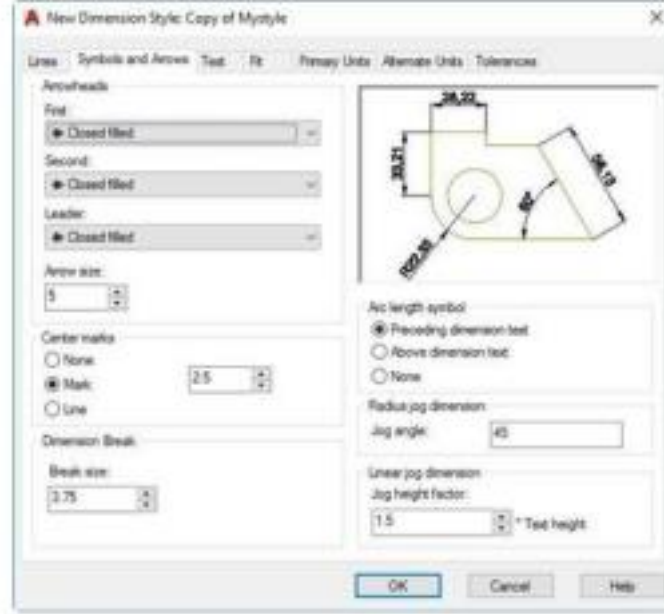 New Dimension Style: Copy of Mystyle
Lines Symbols and Arrows Text Fit Primary Units Alternate Units Tolerances
Arrowheads
First:
Closed filled
Second:
Closed filled
Leader:
Closed filled
Arrow size:
5
Center marks
None
Mark
Line
2.5
Dimension Break
Break size:
3.75
33,21
60°
Arc length symbol
Preceding dimension text
Above dimension text
None
Radius jog dimension
Jog angle:
45
Linear jog dimension
Jog height factor:
1.5
* Text height
OK Cancel Help